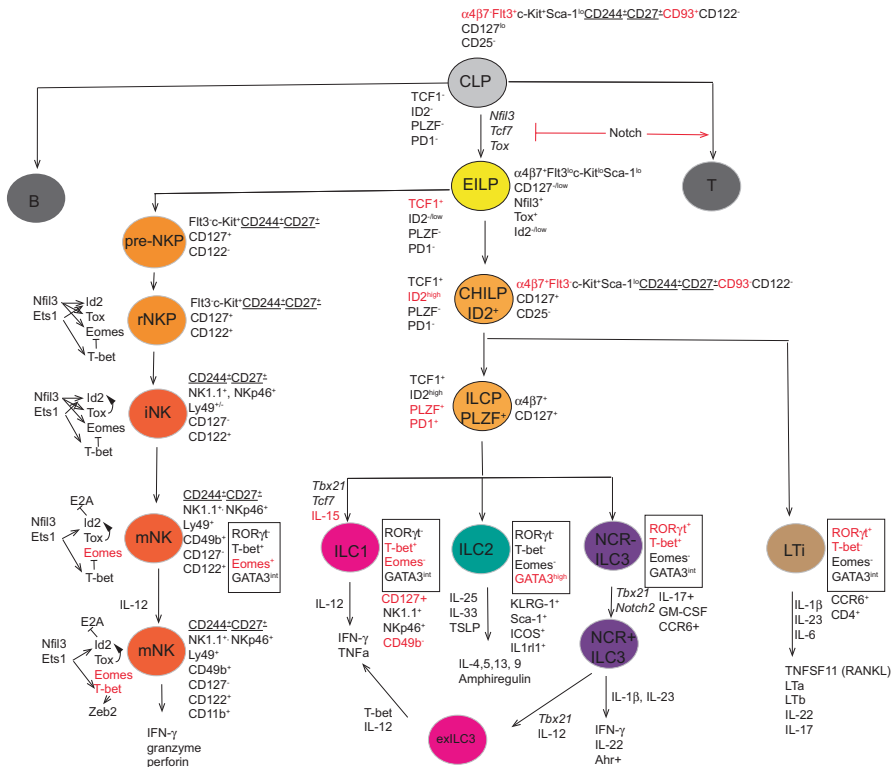 α4β7⁻Flt3⁺c-Kit⁺Sca-1ˡᵒCD244⁺CD27⁺CD93⁺CD122⁻
CD127ˡᵒ
CD25⁻
CLP
TCF1⁻
ID2⁻
PLZF⁻
PD1⁻
Nfil3
Tcf7
Tox
Notch
B
T
EILP
α4β7⁺Flt3ˡᵒc-KitˡᵒSca-1ˡᵒ
CD127⁻/ˡᵒʷ
Nfil3⁺
Tox⁺
Id2⁻/ˡᵒʷ
TCF1⁺
ID2⁻/ˡᵒʷ
PLZF⁻
PD1⁻
pre-NKP
Flt3⁻c-Kit⁺CD244⁺CD27⁺
CD127⁺
CD122⁻
TCF1⁺
ID2ʰⁱᵍʰ
PLZF⁻
PD1⁻
CHILP
ID2⁺
α4β7⁺Flt3⁻c-Kit⁺Sca-1ˡᵒCD244⁺CD27⁺CD93⁻CD122⁻
CD127⁺
CD25⁻
Nfil3
Ets1
Id2
Tox
Eomes
T-bet
rNKP
Flt3⁻c-Kit⁺CD244⁺CD27⁺
CD127⁺
CD122⁺
TCF1⁺
ID2ʰⁱᵍʰ
PLZF⁺
PD1⁺
ILCP
PLZF⁺
α4β7⁺
CD127⁺
Nfil3
Ets1
Id2
Tox
Eomes
T-bet
iNK
CD244⁺CD27⁺
NK1.1⁺, NKp46⁺
Ly49⁺/⁻
CD127⁻
CD122⁺
E2A
Nfil3
Ets1
Id2
Tox
Eomes
T-bet
mNK
CD244⁺CD27⁺
NK1.1⁺ NKp46⁺
Ly49⁺
CD49b⁺
CD127⁻
CD122⁺
RORγt⁻
T-bet⁺
Eomes⁺
GATA3ⁱⁿᵗ
IL-12
Tbx21
Tcf7
IL-15
ILC1
RORγt⁻
T-bet⁺
Eomes⁻
GATA3ⁱⁿᵗ
CD127+
NK1.1⁺
NKp46⁺
CD49b⁻
IL-12
IFN-γ
TNFa
ILC2
RORγt⁻
T-bet⁻
Eomes⁻
GATA3ʰⁱᵍʰ
IL-25
IL-33
TSLP
KLRG-1⁺
Sca-1⁺
ICOS⁺
IL1rl1⁺
IL-4,5,13, 9
Amphiregulin
NCR-
ILC3
RORγt⁺
T-bet⁺
Eomes⁻
GATA3ⁱⁿᵗ
Tbx21
Notch2
IL-17+
GM-CSF
CCR6+
NCR+
ILC3
IL-1β, IL-23
IFN-γ
IL-22
Ahr+
Tbx21
IL-12
exILC3
T-bet
IL-12
LTi
RORγt⁺
T-bet⁻
Eomes⁻
GATA3ⁱⁿᵗ
CCR6⁺
CD4⁺
IL-1β
IL-23
IL-6
TNFSF11 (RANKL)
LTa
LTb
IL-22
IL-17
E2A
Nfil3
Ets1
Id2
Tox
Eomes
T-bet
Zeb2
mNK
CD244⁺CD27⁺
NK1.1⁺ NKp46⁺
Ly49⁺
CD49b⁺
CD127⁻
CD122⁺
CD11b⁺
IFN-γ
granzyme
perforin